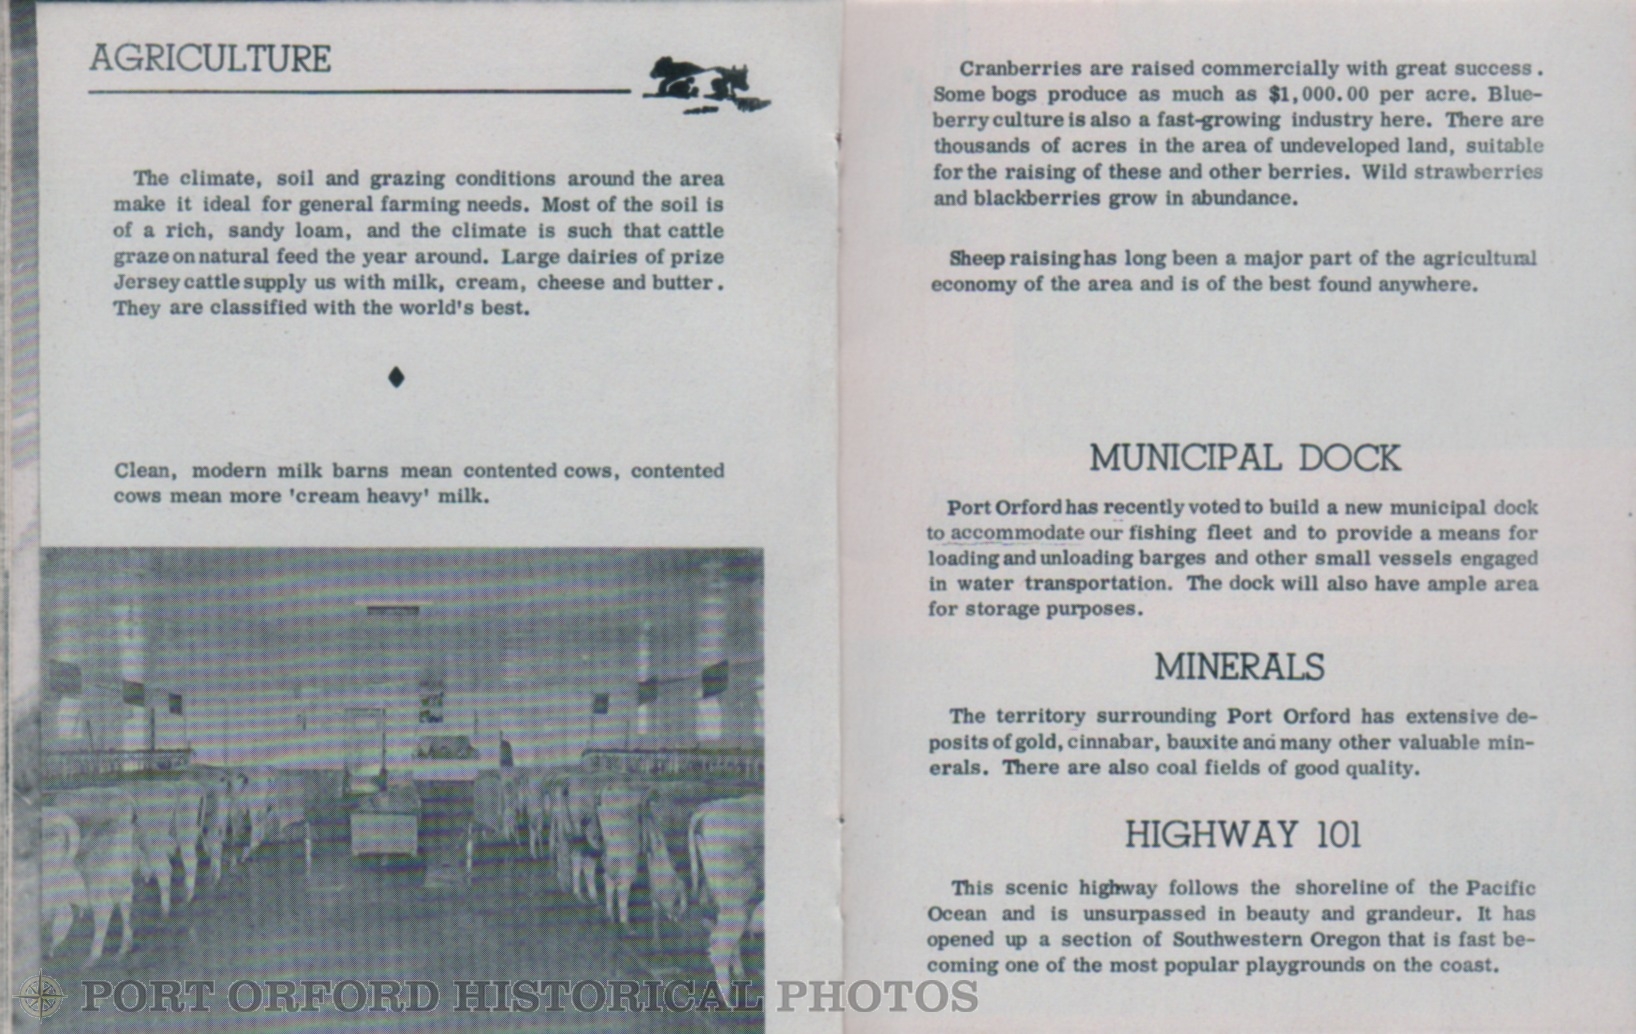 AGRICULTURE
The climate, soil and grazing conditions around the area
make it ideal for general farming needs. Most of the soil is
of a rich, sandy loam, and the climate is such that cattle
graze on natural feed the year around. Large dairies of prize
Jersey cattle supply us with milk, cream, cheese and butter.
They are classified with the world's best.
Clean, modern milk barns mean contented cows, contented
cows mean more 'cream heavy' milk.
Cranberries are raised commercially with great success.
Some bogs produce as much as $1,000.00 per acre. Blue-
berry culture is also a fast-growing industry here. There are
thousands of acres in the area of undeveloped land, suitable
for the raising of these and other berries. Wild strawberries
and blackberries grow in abundance.
Sheep raising has long been a major part of the agricultural
economy of the area and is of the best found anywhere.
MUNICIPAL DOCK
Port Orford has recently voted to build a new municipal dock
to accommodate our fishing fleet and to provide a means for
loading and unloading barges and other small vessels engaged
in water transportation. The dock will also have ample area
for storage purposes.
MINERALS
The territory surrounding Port Orford has extensive de-
posits of gold, cinnabar, bauxite and many other valuable min-
erals. There are also coal fields of good quality.
HIGHWAY 101
This scenic highway follows the shoreline of the Pacific
Ocean and is unsurpassed in beauty and grandeur. It has
opened up a section of Southwestern Oregon that is fast be-
coming one of the most popular playgrounds on the coast.
PORT ORFORD HISTORICAL PHOTOS